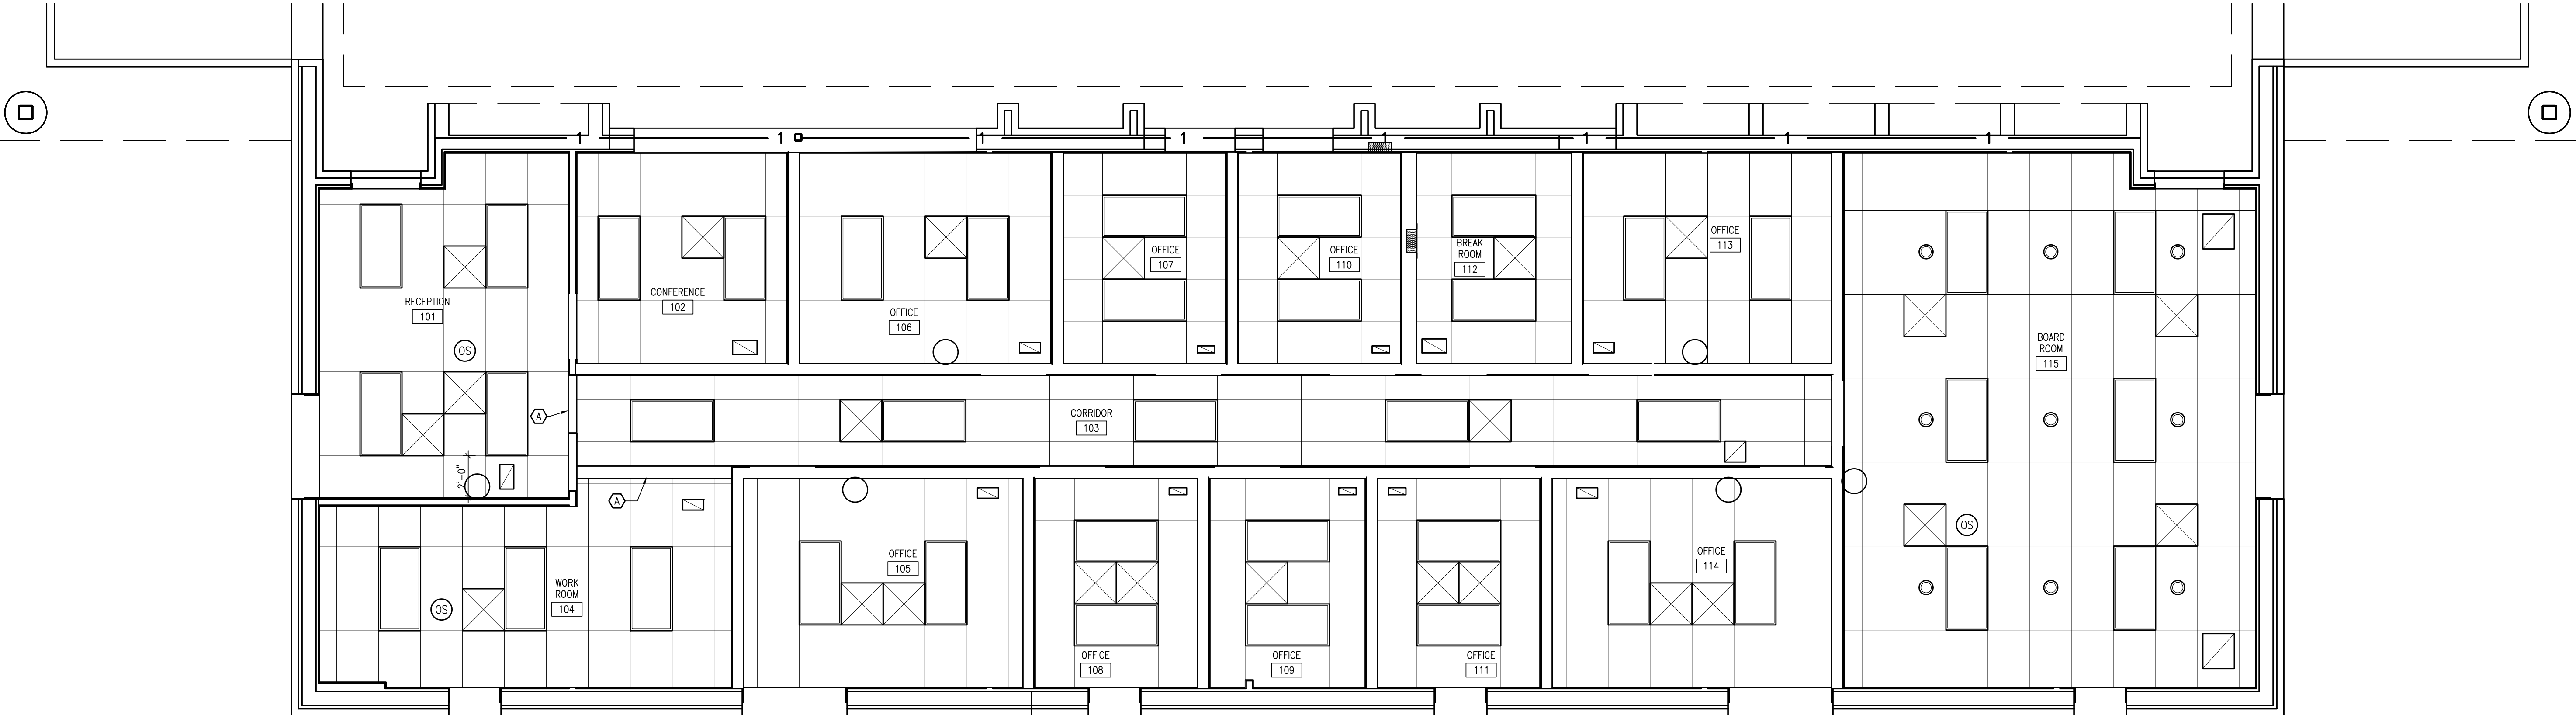 1 1 1 1 1 1 1 1
OFFICE
107
OFFICE
110
BREAK
ROOM
112
OFFICE
113
RECEPTION
101
CONFERENCE
102
OFFICE
106
BOARD
ROOM
115
OS
A
CORRIDOR
103
2'-0"
A
OS
WORK
ROOM
104
OS
OFFICE
105
OFFICE
108
OFFICE
109
OFFICE
111
OFFICE
114